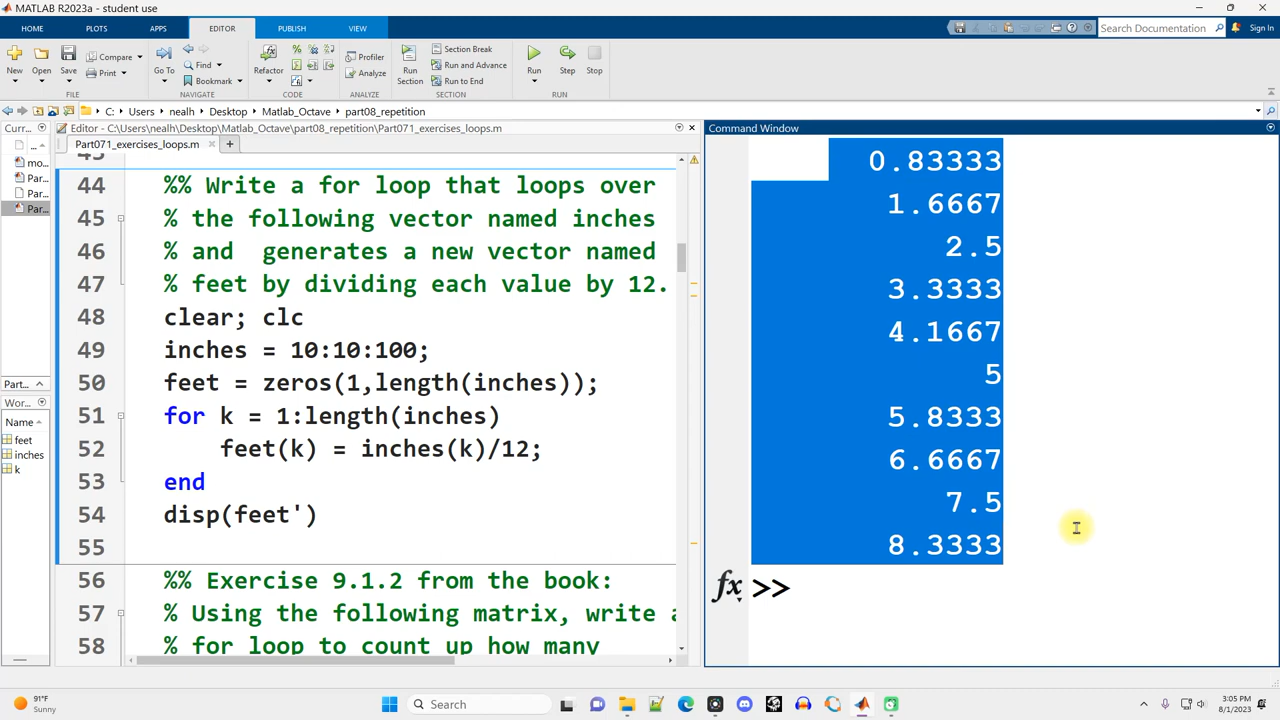 MATLAB R2023a - student use
HOME PLOTS APPS EDITOR PUBLISH VIEW Search Documentation Sign In
New Open Save Compare Print Go To Find Bookmark Refactor Profiler Analyze Run Section Section Break Run and Advance Run to End Run Step Stop
FILE NAVIGATE CODE ANALYZE SECTION RUN
C: Users nealh Desktop Matlab_Octave part08_repetition
Curr...
Editor - C:\Users\nealh\Desktop\Matlab_Octave\part08_repetition\Part071_exercises_loops.m
Command Window
Part071_exercises_loops.m
mo...
Par...
Par...
Par...
Part...
Wor...
Name
feet
inches
k
44 %% Write a for loop that loops over
45 % the following vector named inches
46 % and  generates a new vector named
47 % feet by dividing each value by 12.
48 clear; clc
49 inches = 10:10:100;
50 feet = zeros(1,length(inches));
51 for k = 1:length(inches)
52 feet(k) = inches(k)/12;
53 end
54 disp(feet')
55
56 %% Exercise 9.1.2 from the book:
57 % Using the following matrix, write
58 % for loop to count up how many
0.83333
1.6667
2.5
3.3333
4.1667
5
5.8333
6.6667
7.5
8.3333
fx >>
91°F
Sunny
Search
3:05 PM
8/1/2023